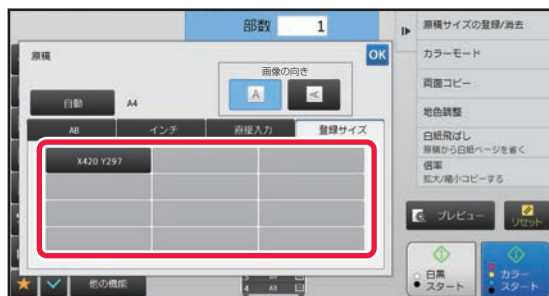 部数 1
原稿
OK
画像の向き
A
A
自動
A4
AB
インチ
直接入力
登録サイズ
X420 Y297
他の機能
4 A3
原稿サイズの登録/消去
カラーモード
両面コピー
地色調整
白紙飛ばし
原稿から白紙ページを省く
倍率
拡大/縮小コピーする
プレビュー
リセット
白黒
スタート
カラー
スタート